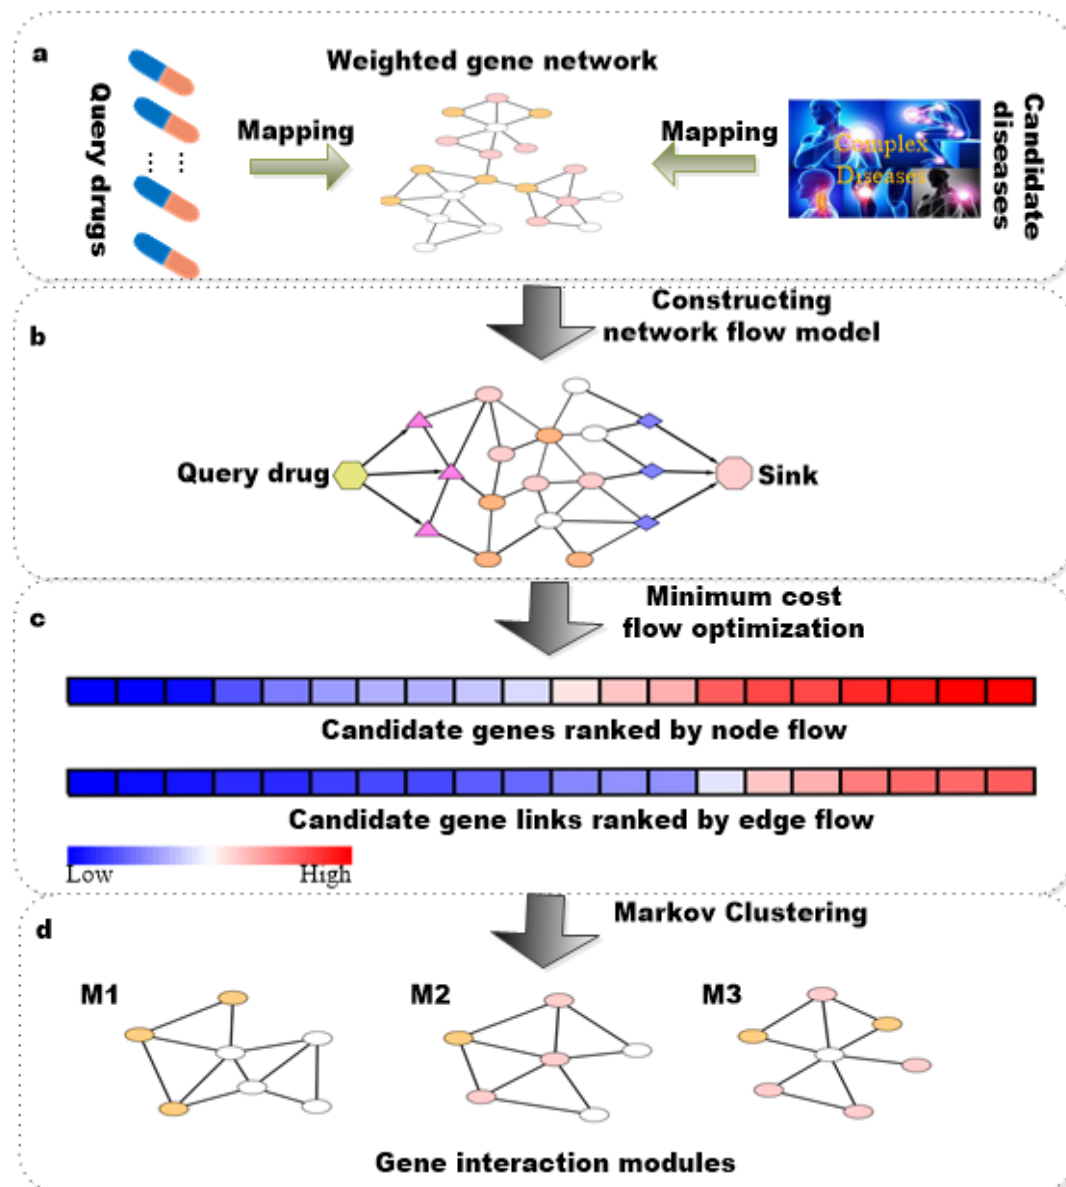 a
Weighted gene network
Query drugs
Mapping
Mapping
Complex
Diseases
Candidate
diseases
Constructing
network flow model
b
Query drug
Sink
Minimum cost
flow optimization
c
Candidate genes ranked by node flow
Candidate gene links ranked by edge flow
Low
High
Markov Clustering
d
M1
M2
M3
Gene interaction modules